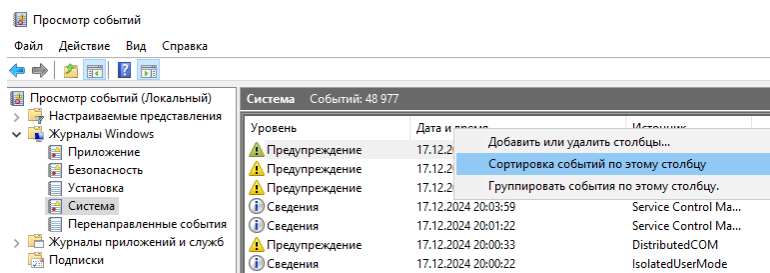 Просмотр событий
Файл Действие Вид Справка
Просмотр событий (Локальный)
Настраиваемые представления
Журналы Windows
Приложение
Безопасность
Установка
Система
Перенаправленные события
Журналы приложений и служб
Подписки
Система Событий: 48 977
Уровень Дата и время Источник
Предупреждение 17.12.2
Предупреждение 17.12.2
Предупреждение 17.12.2
Сведения 17.12.2024 20:03:59 Service Control Ma...
Сведения 17.12.2024 20:01:22 Service Control Ma...
Предупреждение 17.12.2024 20:00:33 DistributedCOM
Сведения 17.12.2024 20:00:22 IsolatedUserMode
Добавить или удалить столбцы...
Сортировка событий по этому столбцу
Группировать события по этому столбцу.